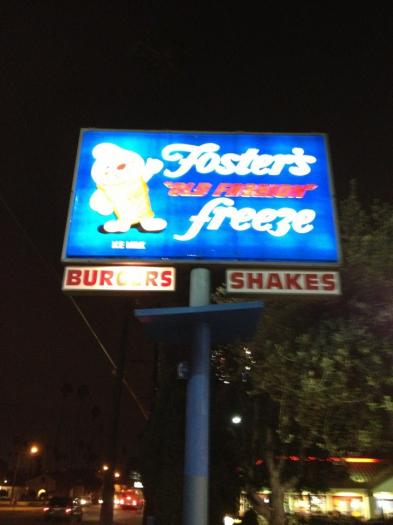 Foster's
"OLD FASHION"
freeze
ICE MILK
BURGERS
SHAKES